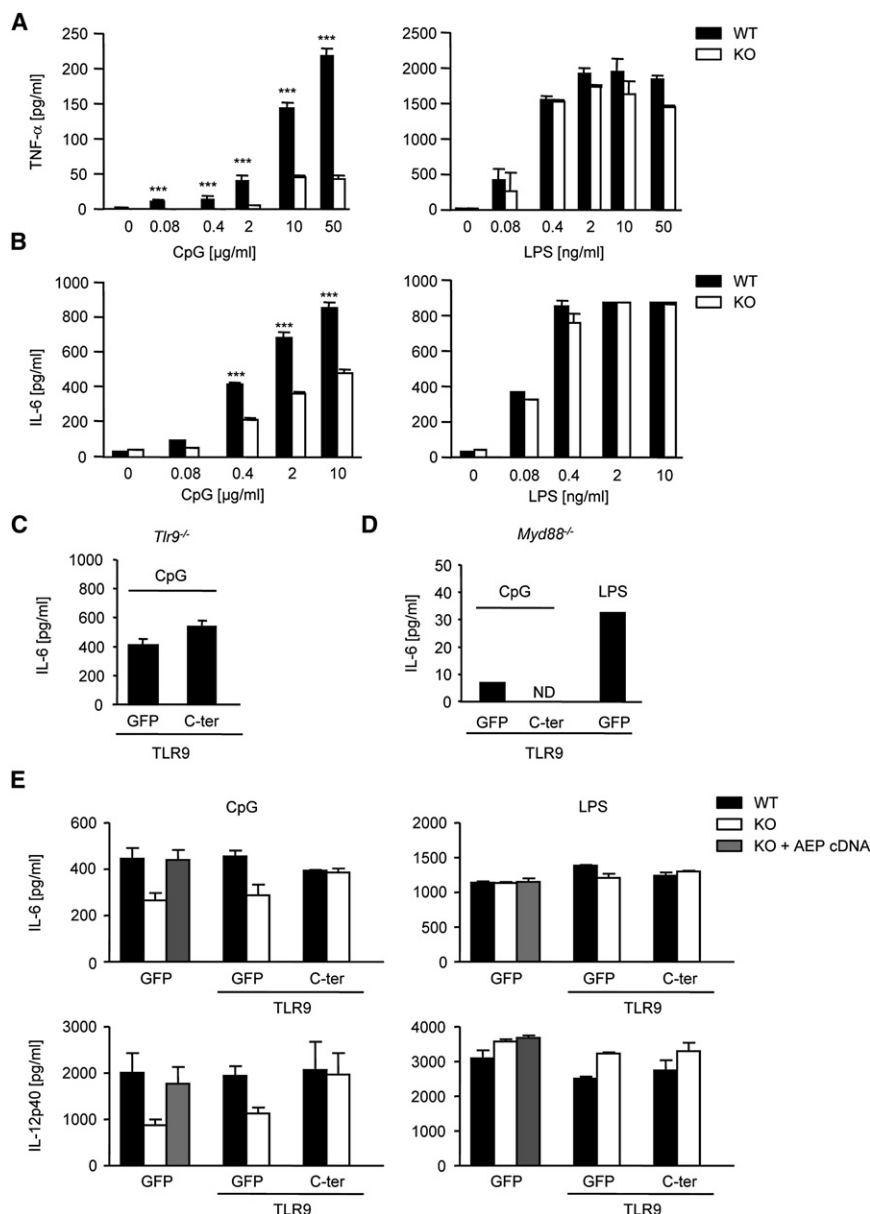 A
TNF-α [pg/ml]
250
200
150
100
50
0
***
***
***
***
***
0 0.08 0.4 2 10 50
CpG [µg/ml]
2500
2000
1500
1000
500
0
0 0.08 0.4 2 10 50
LPS [ng/ml]
WT
KO
B
IL-6 [pg/ml]
1000
800
600
400
200
0
***
***
***
0 0.08 0.4 2 10
CpG [µg/ml]
1000
800
600
400
200
0
0 0.08 0.4 2 10
LPS [ng/ml]
WT
KO
C
Tlr9-/-
IL-6 [pg/ml]
1000
800
600
400
200
0
CpG
GFP C-ter
TLR9
D
Myd88-/-
IL-6 [pg/ml]
50
40
30
20
10
0
CpG
LPS
ND
GFP C-ter GFP
TLR9
E
CpG
IL-6 [pg/ml]
600
400
200
0
GFP GFP C-ter
TLR9
LPS
2000
1500
1000
500
0
GFP GFP C-ter
TLR9
WT
KO
KO + AEP cDNA
IL-12p40 [pg/ml]
3000
2000
1000
0
GFP GFP C-ter
TLR9
4000
3000
2000
1000
0
GFP GFP C-ter
TLR9